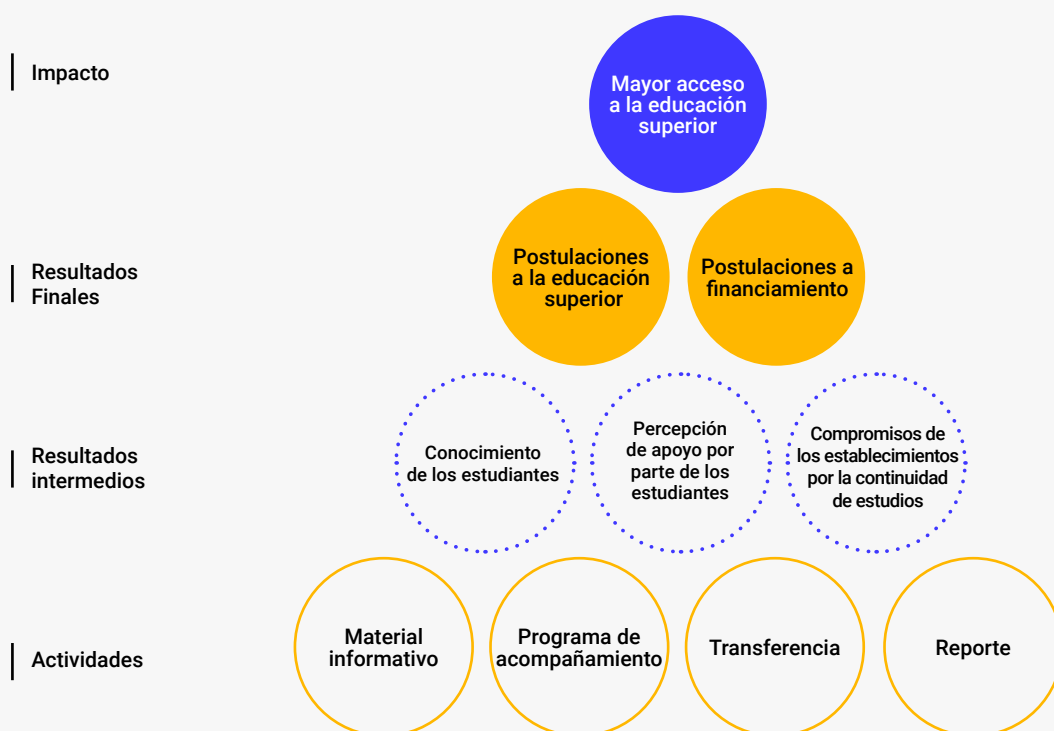 Impacto
Mayor acceso
a la educación
superior
Resultados
Finales
Postulaciones
a la educación
superior
Postulaciones a
financiamiento
Resultados
intermedios
Conocimiento
de los estudiantes
Percepción
de apoyo por
parte de los
estudiantes
Compromisos de
los establecimientos
por la continuidad
de estudios
Actividades
Material
informativo
Programa de
acompañamiento
Transferencia
Reporte